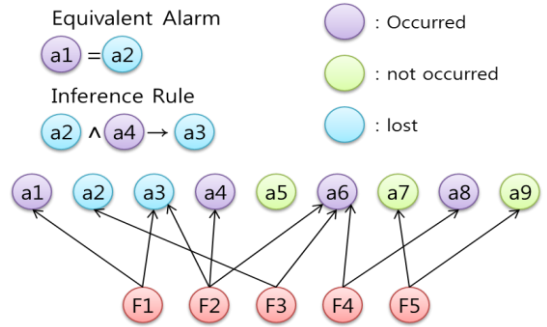 Equivalent Alarm
a1 = a2
Inference Rule
a2 ∧ a4 → a3
: Occurred
: not occurred
: lost
a1 a2 a3 a4 a5 a6 a7 a8 a9
F1 F2 F3 F4 F5